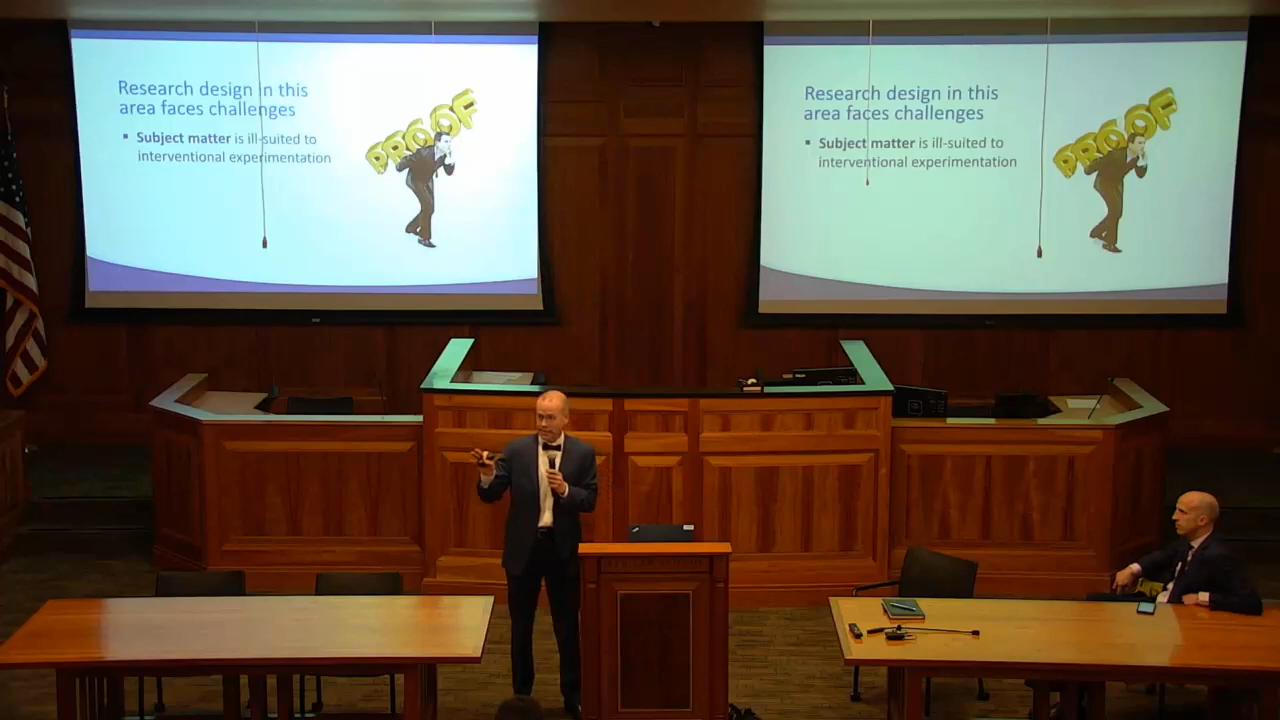 Research design in this
area faces challenges
▪ Subject matter is ill-suited to
interventional experimentation
PROOF
Research design in this
area faces challenges
▪ Subject matter is ill-suited to
interventional experimentation
PROOF